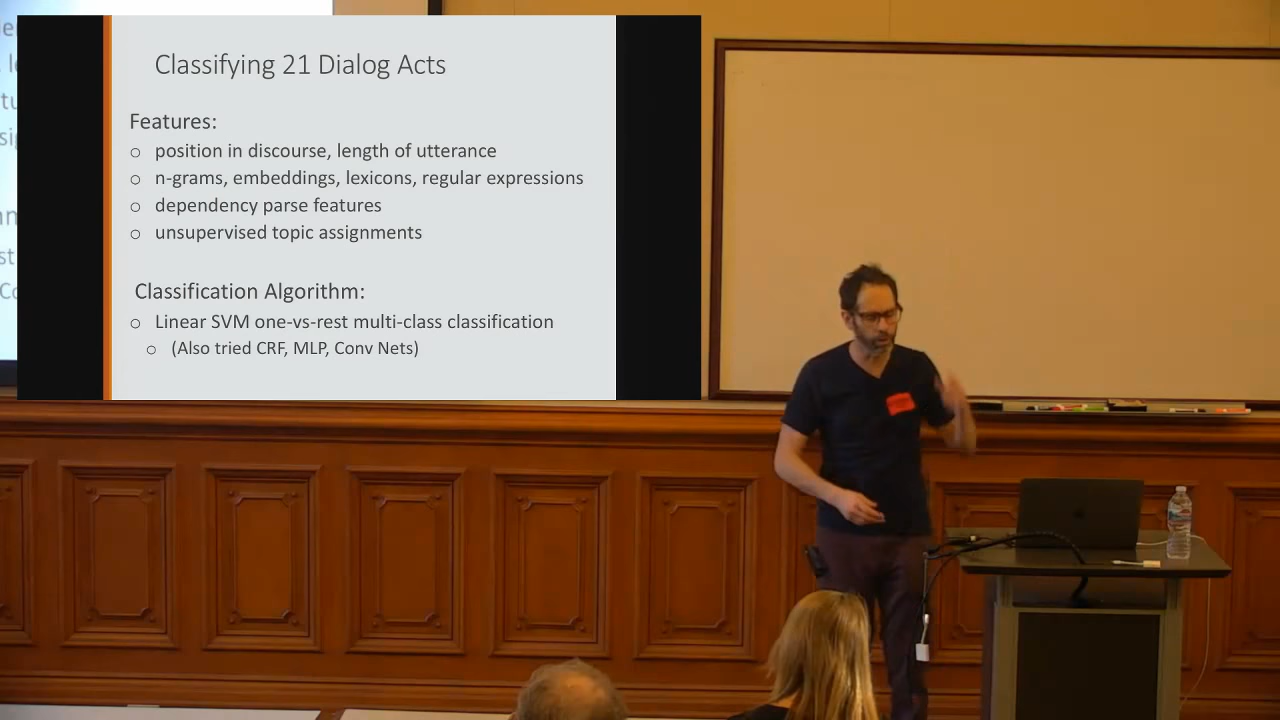 Classifying 21 Dialog Acts
Features:
○ position in discourse, length of utterance
○ n-grams, embeddings, lexicons, regular expressions
○ dependency parse features
○ unsupervised topic assignments
Classification Algorithm:
○ Linear SVM one-vs-rest multi-class classification
○ (Also tried CRF, MLP, Conv Nets)